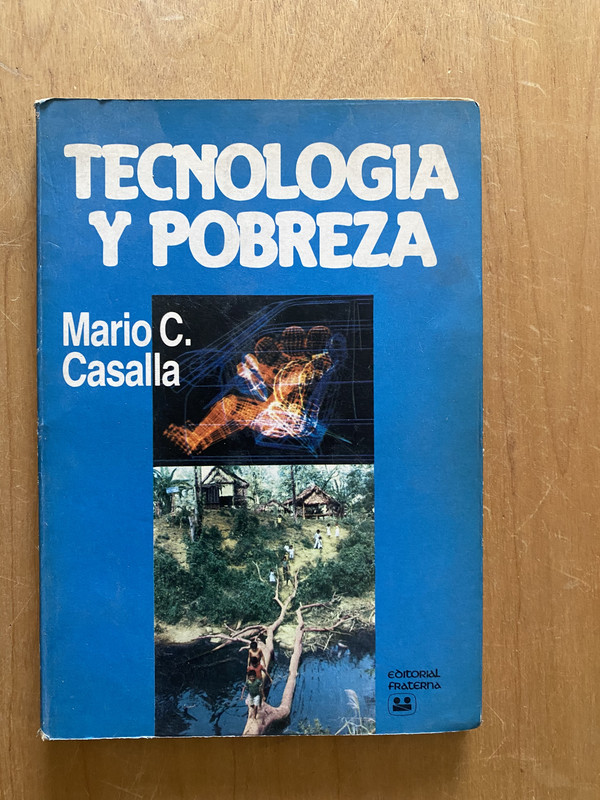 TECNOLOGIA
Y POBREZA
Mario C.
Casalla
EDITORIAL
FRATERNA